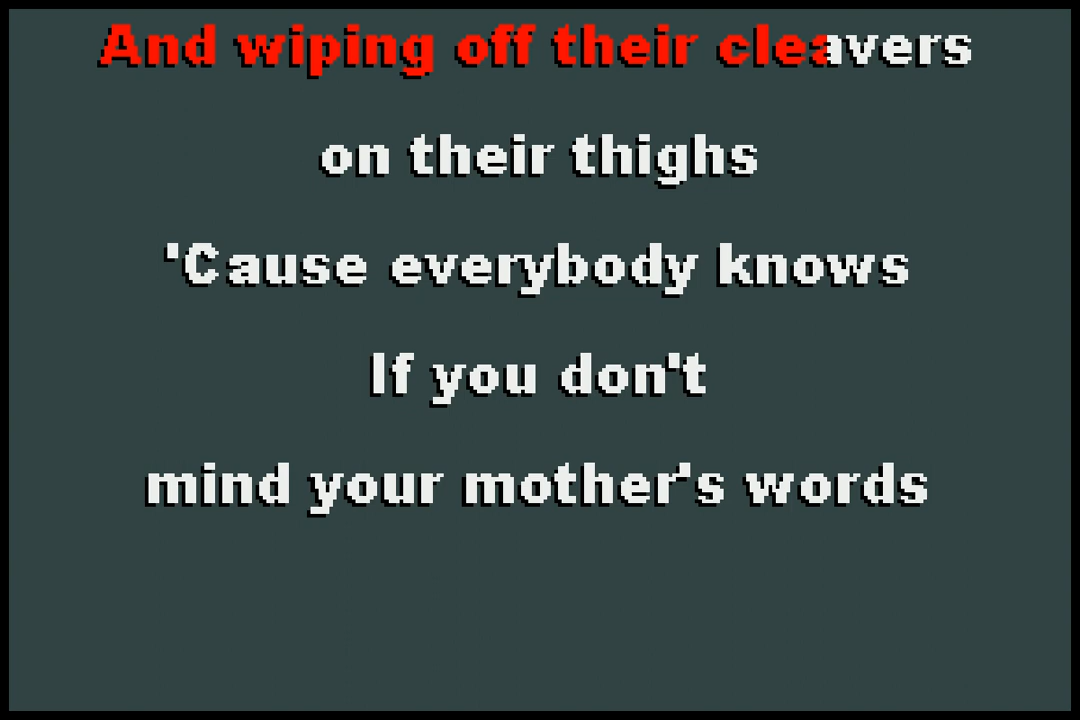 And wiping off their cleavers
on their thighs
'Cause everybody knows
If you don't
mind your mother's words